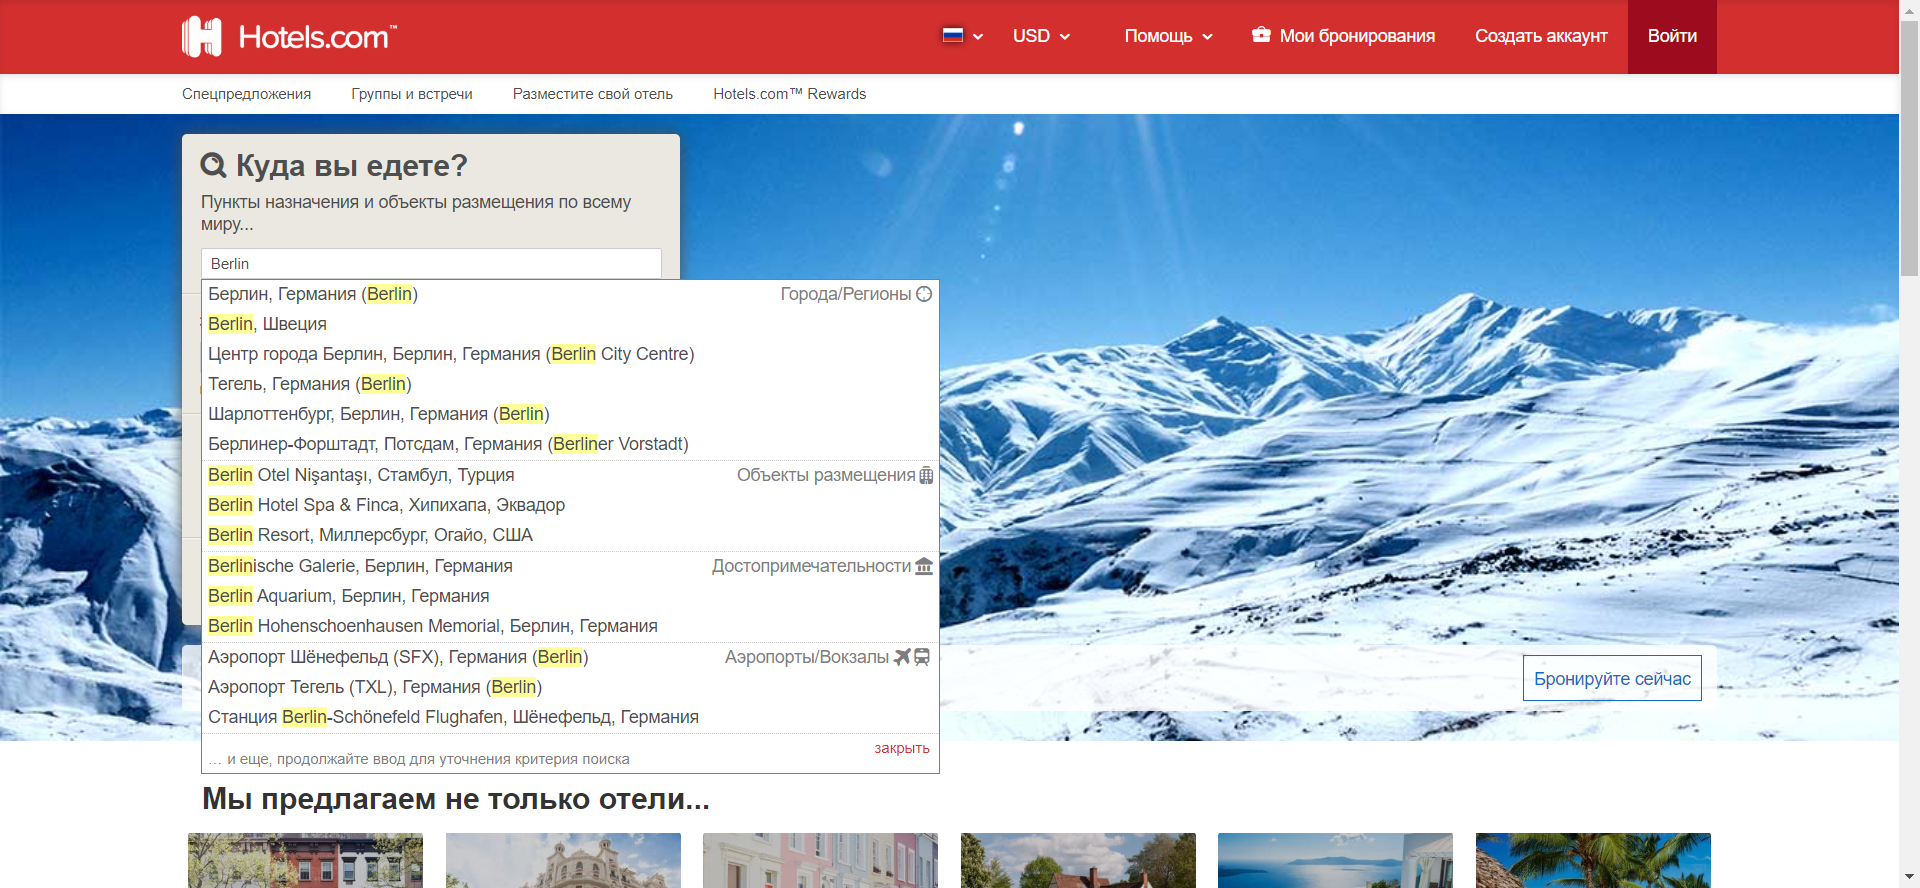 Hotels.com™
USD
Помощь
Мои бронирования
Создать аккаунт
Войти
Спецпредложения
Группы и встречи
Разместите свой отель
Hotels.com™ Rewards
Куда вы едете?
Пункты назначения и объекты размещения по всему
миру...
Berlin
Берлин, Германия (Berlin)
Города/Регионы
Berlin, Швеция
Центр города Берлин, Берлин, Германия (Berlin City Centre)
Тегель, Германия (Berlin)
Шарлоттенбург, Берлин, Германия (Berlin)
Берлинер-Форштадт, Потсдам, Германия (Berliner Vorstadt)
Berlin Otel Nişantaşı, Стамбул, Турция
Объекты размещения
Berlin Hotel Spa & Finca, Хипихапа, Эквадор
Berlin Resort, Миллерсбург, Огайо, США
Berlinische Galerie, Берлин, Германия
Достопримечательности
Berlin Aquarium, Берлин, Германия
Berlin Hohenschoenhausen Memorial, Берлин, Германия
Аэропорт Шёнефельд (SFX), Германия (Berlin)
Аэропорты/Вокзалы
Аэропорт Тегель (TXL), Германия (Berlin)
Станция Berlin-Schönefeld Flughafen, Шёнефельд, Германия
закрыть
... и еще, продолжайте ввод для уточнения критерия поиска
Бронируйте сейчас
Мы предлагаем не только отели...